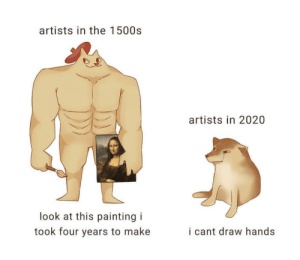 artists in the 1500s
look at this painting i
took four years to make
artists in 2020
i cant draw hands